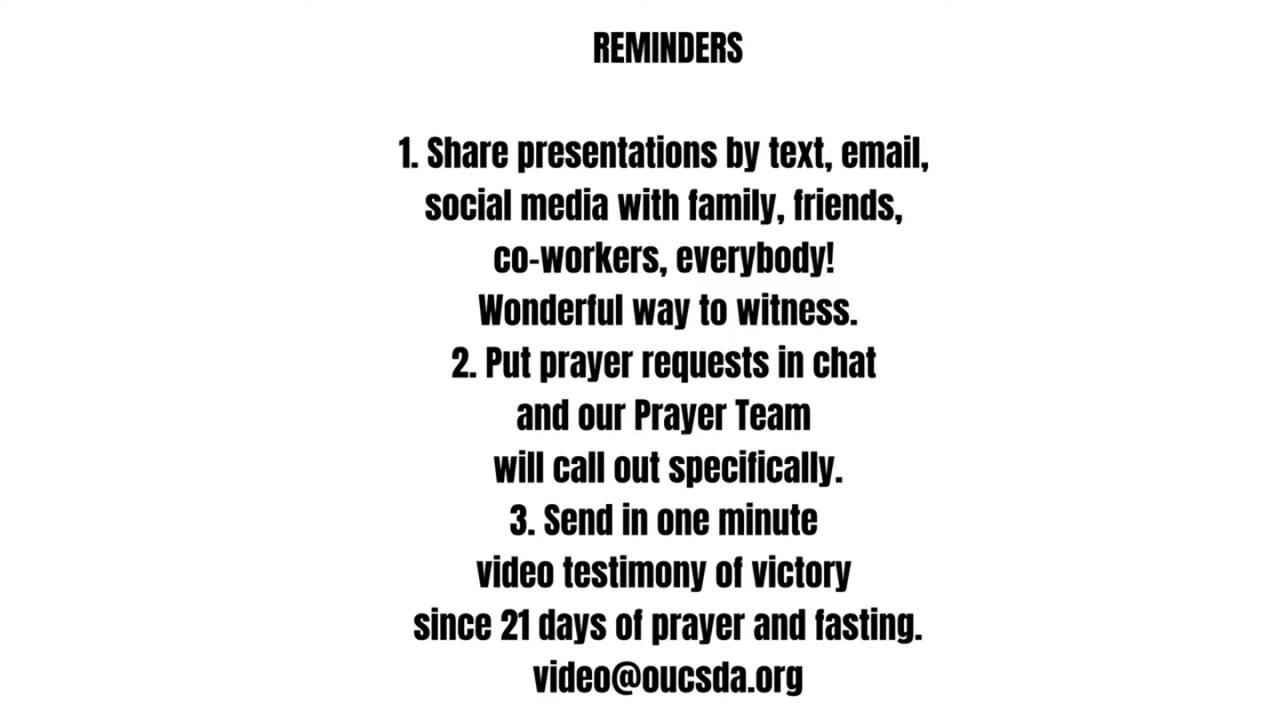 REMINDERS
1. Share presentations by text, email,
social media with family, friends,
co-workers, everybody!
Wonderful way to witness.
2. Put prayer requests in chat
and our Prayer Team
will call out specifically.
3. Send in one minute
video testimony of victory
since 21 days of prayer and fasting.
video@oucsda.org